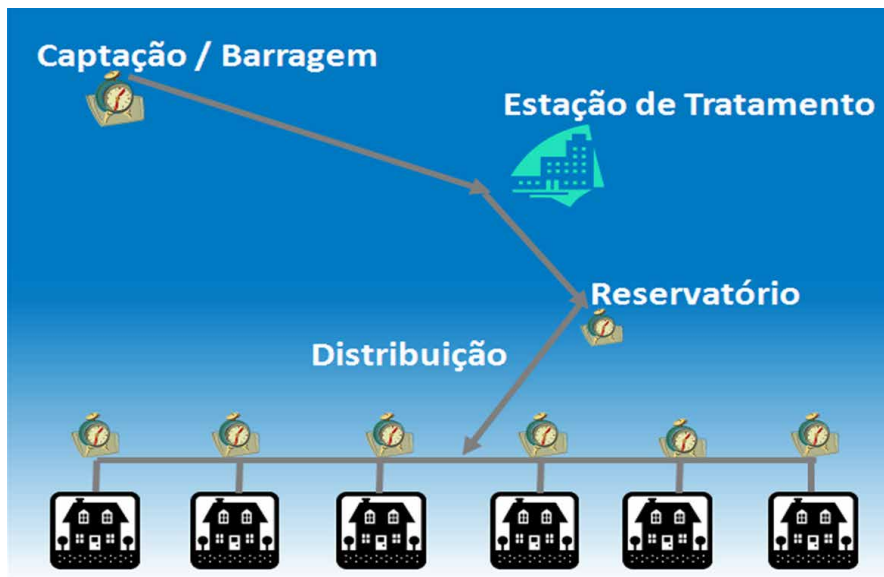 Captação / Barragem
Estação de Tratamento
Reservatório
Distribuição